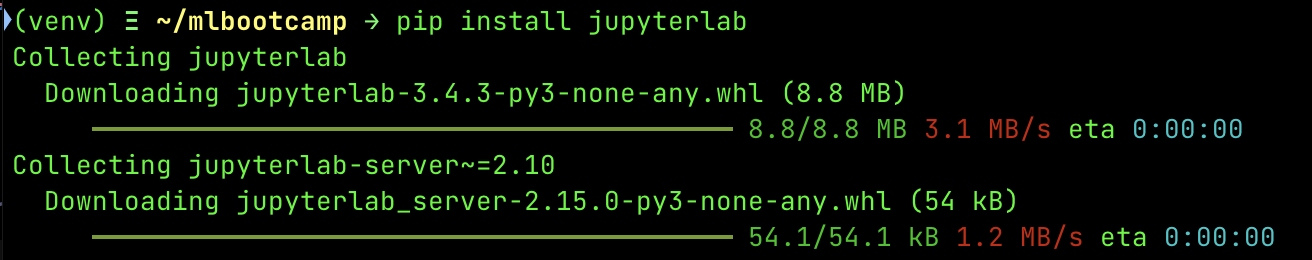 (venv) Ξ ~/mlbootcamp → pip install jupyterlab
Collecting jupyterlab
Downloading jupyterlab-3.4.3-py3-none-any.whl (8.8 MB)
8.8/8.8 MB 3.1 MB/s eta 0:00:00
Collecting jupyterlab-server~=2.10
Downloading jupyterlab_server-2.15.0-py3-none-any.whl (54 kB)
54.1/54.1 kB 1.2 MB/s eta 0:00:00